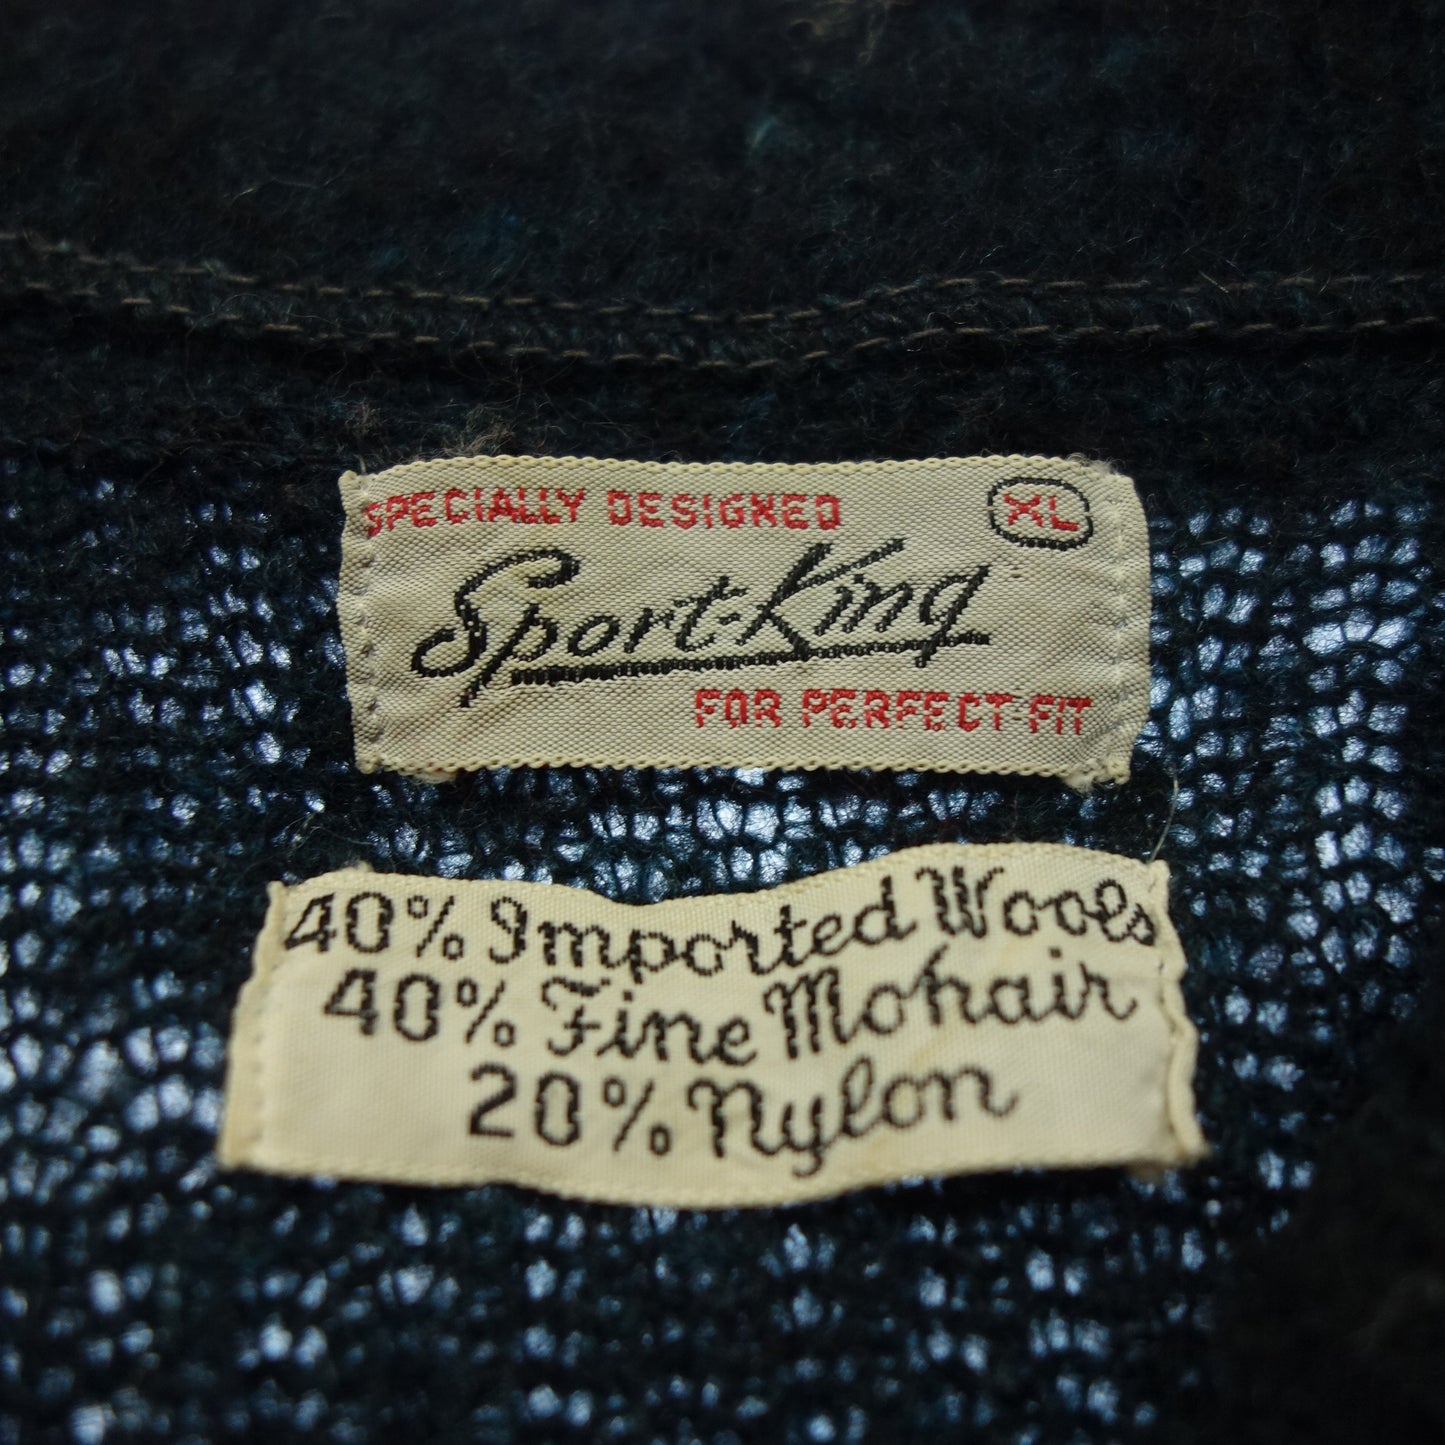 SPECIALLY DESIGNED XL
Sport-King
FOR PERFECT-FIT
40% Imported Wools
40% Fine Mohair
20% Nylon